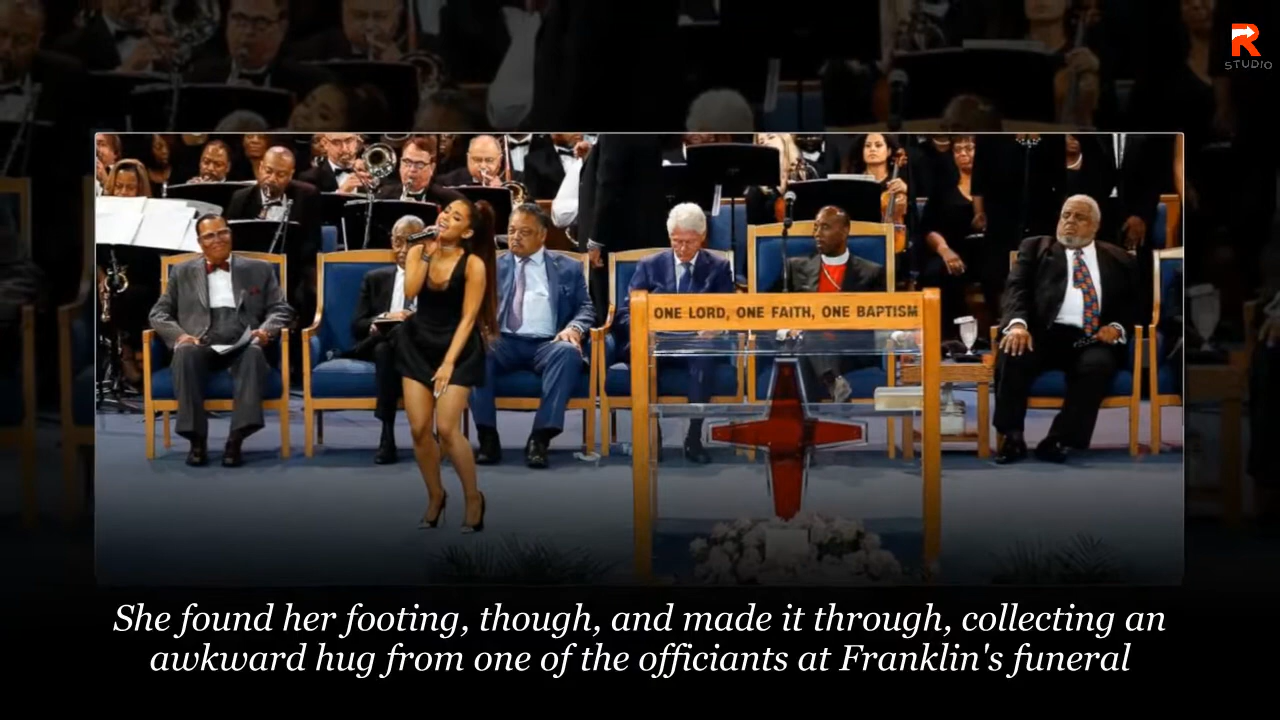 R
STUDIO
ONE LORD, ONE FAITH, ONE BAPTISM
She found her footing, though, and made it through, collecting an
awkward hug from one of the officiants at Franklin's funeral